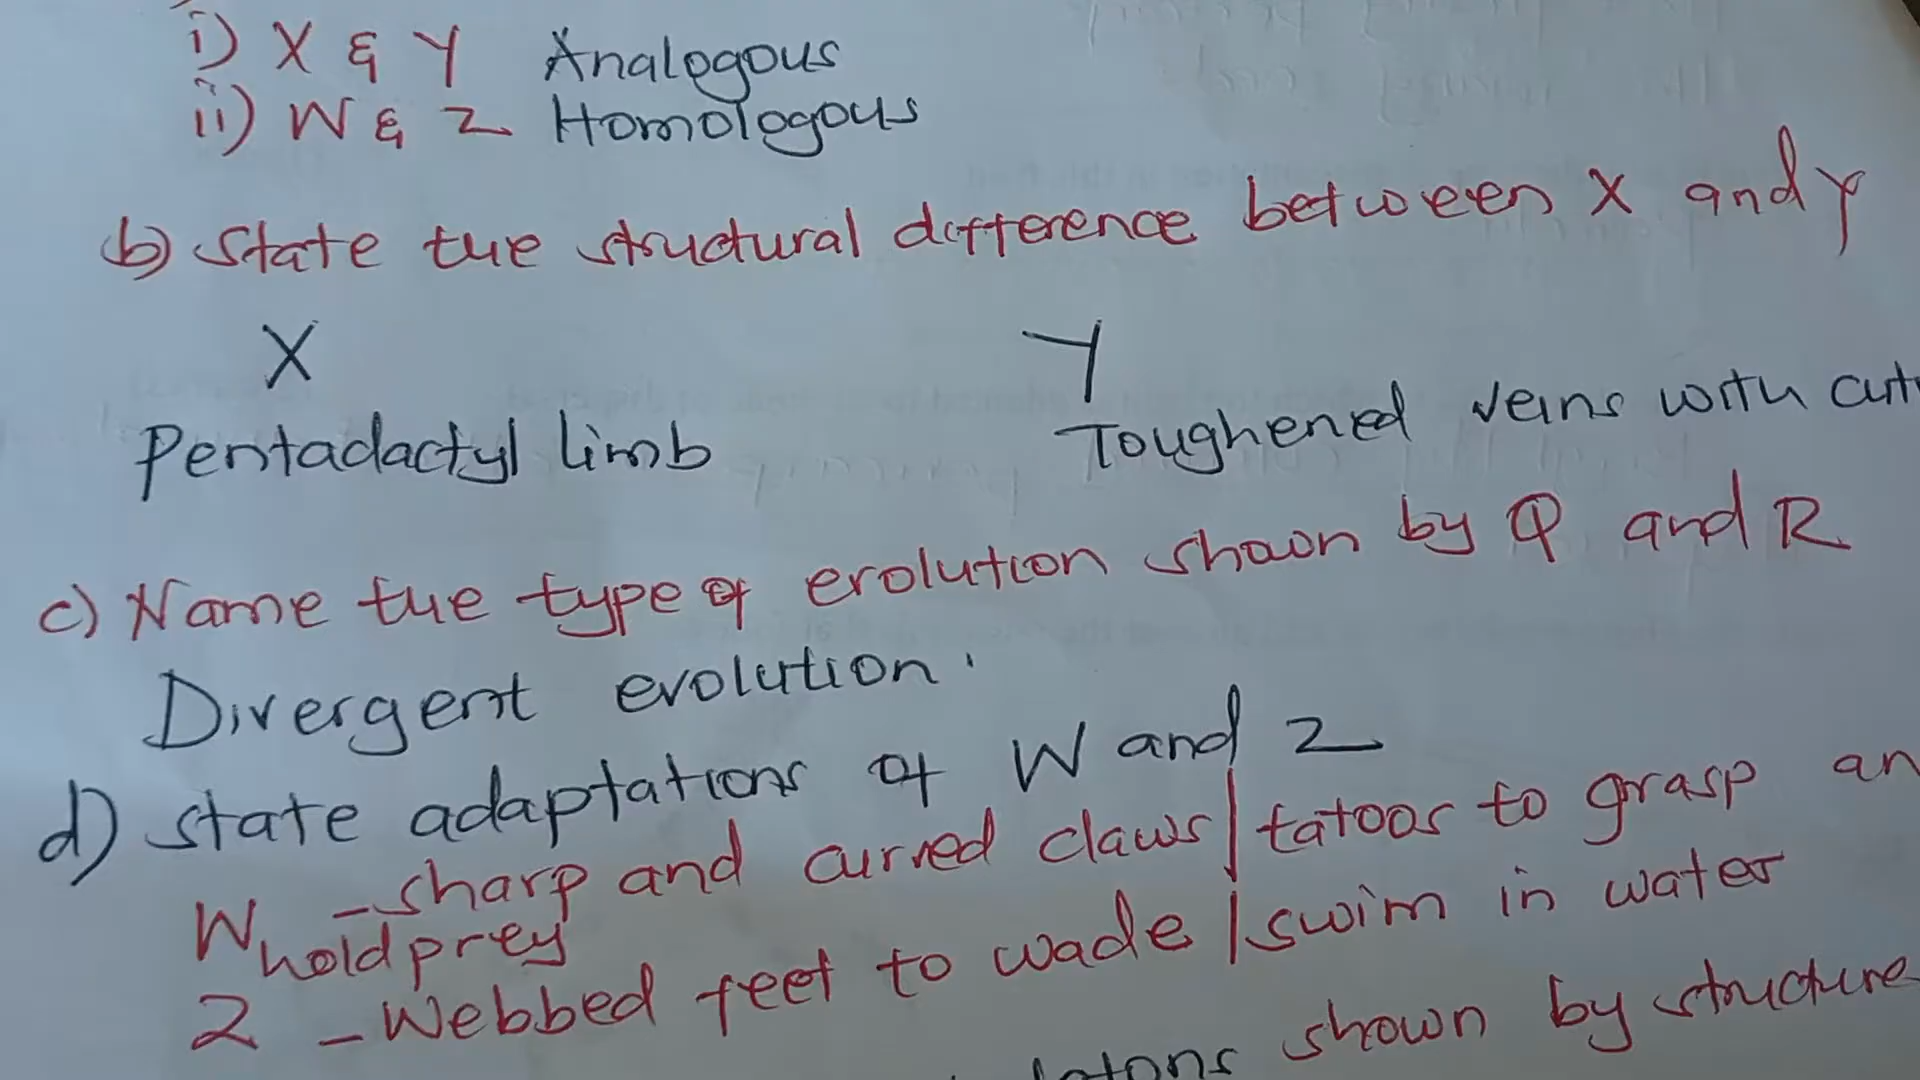 i) X & Y Analogous
ii) W & Z Homologous
b) State the structural difference between X and Y
X Y
Pentadactyl limb Toughened veins with
c) Name the type of evolution shown by Q and R
Divergent evolution.
d) State adaptations of W and Z
W - sharp and curved claws / tatoos to grasp an
hold prey
Z - Webbed feet to wade / swim in water
shown by structure